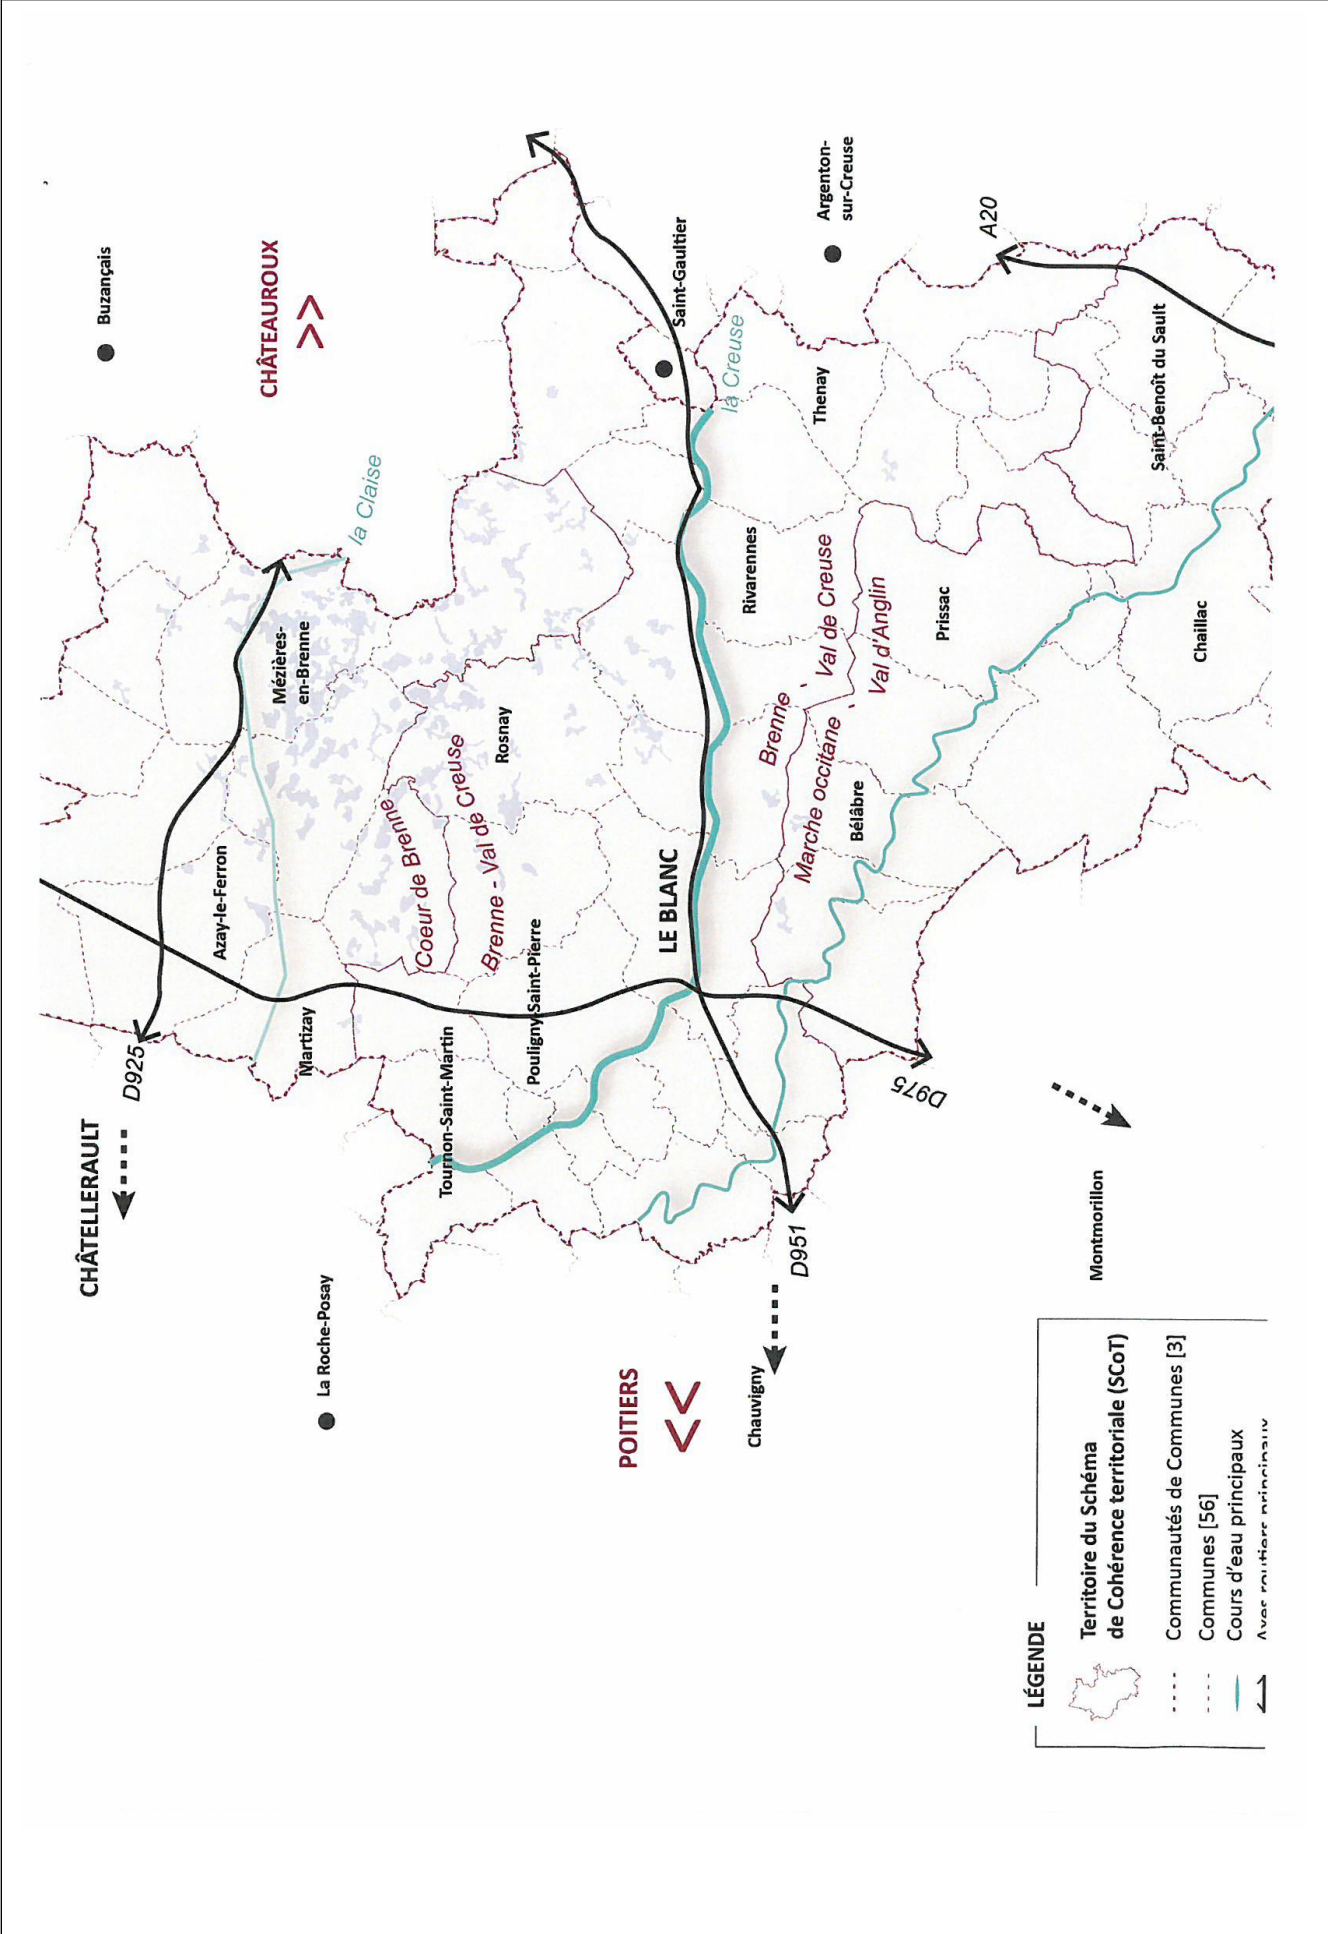 CHÂTELLERAULT
D925
Buzançais
CHÂTEAUROUX
>>
la Claise
Mézières-
en-Brenne
Azay-le-Ferron
Martizay
La Roche-Posay
Coeur de Brenne
Brenne - Val de Creuse
Rosnay
Tournon-Saint-Martin
Pouligny-Saint-Pierre
POITIERS
<<
LE BLANC
Saint-Gaultier
la Creuse
Argenton-
sur-Creuse
Chauvigny
D951
Rivarennes
Thenay
Brenne - Val de Creuse
Marche occitane - Val d'Anglin
Bélâbre
Prissac
D975
A20
Montmorillon
Saint-Benoît du Sault
Chaillac
LÉGENDE
Territoire du Schéma
de Cohérence territoriale (SCoT)
Communautés de Communes [3]
Communes [56]
Cours d'eau principaux
Axes routiers principaux